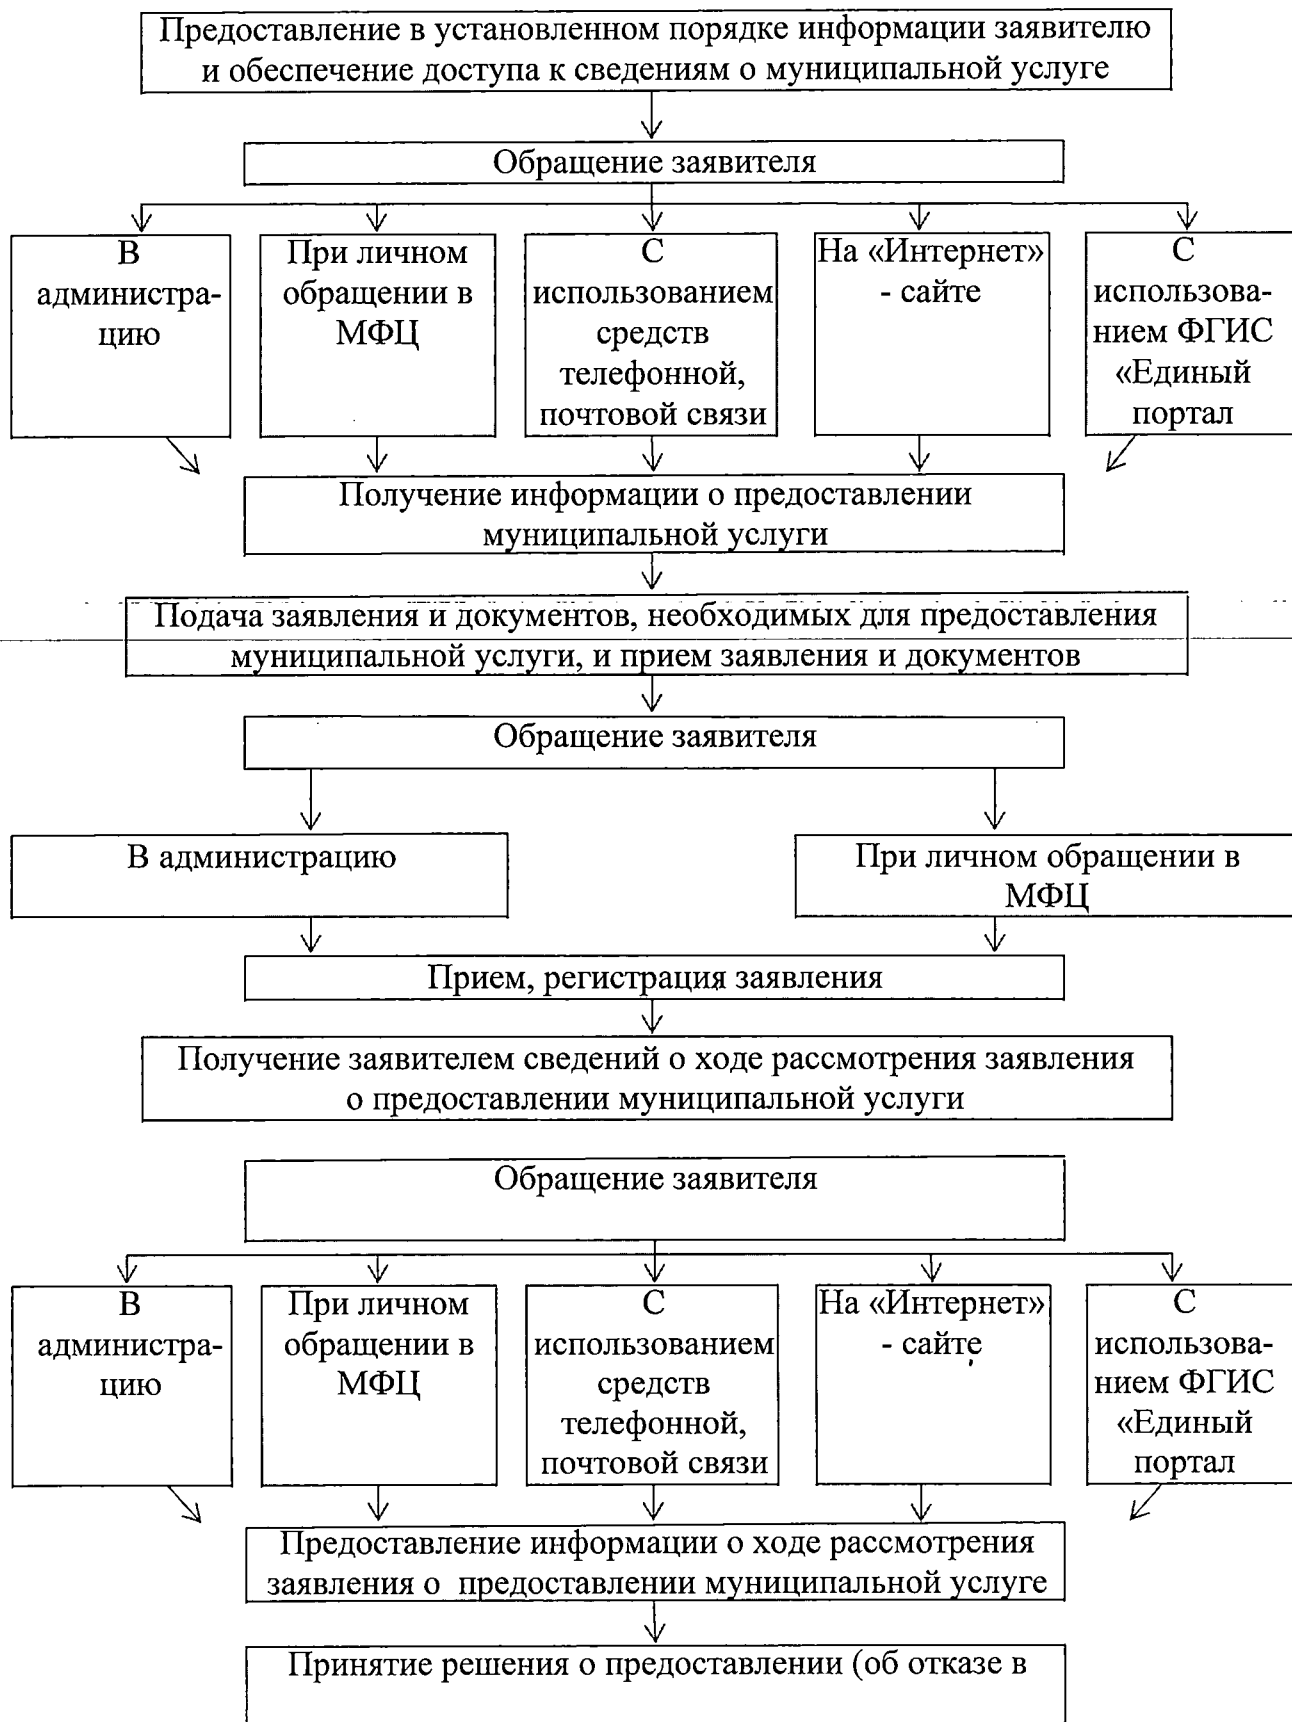 Предоставление в установленном порядке информации заявителю
и обеспечение доступа к сведениям о муниципальной услуге
Обращение заявителя
В
администра-
цию
При личном
обращении в
МФЦ
С
использованием
средств
телефонной,
почтовой связи
На «Интернет»
- сайте
С
использова-
нием ФГИС
«Единый
портал
Получение информации о предоставлении
муниципальной услуги
Подача заявления и документов, необходимых для предоставления
муниципальной услуги, и прием заявления и документов
Обращение заявителя
В администрацию
При личном обращении в
МФЦ
Прием, регистрация заявления
Получение заявителем сведений о ходе рассмотрения заявления
о предоставлении муниципальной услуги
Обращение заявителя
В
администра-
цию
При личном
обращении в
МФЦ
С
использованием
средств
телефонной,
почтовой связи
На «Интернет»
- сайте
С
использова-
нием ФГИС
«Единый
портал
Предоставление информации о ходе рассмотрения
заявления о предоставлении муниципальной услуге
Принятие решения о предоставлении (об отказе в